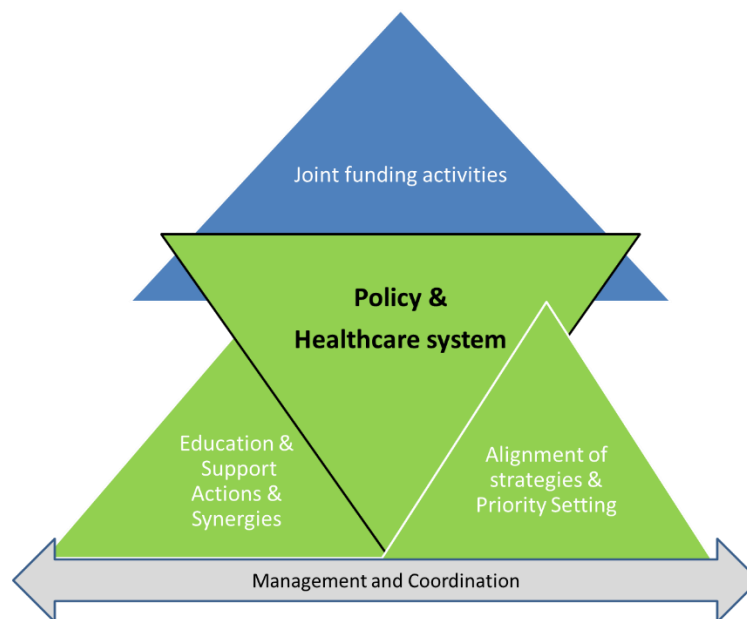 Joint funding activities
Policy &
Healthcare system
Education &
Support
Actions &
Synergies
Alignment of
strategies &
Priority Setting
Management and Coordination